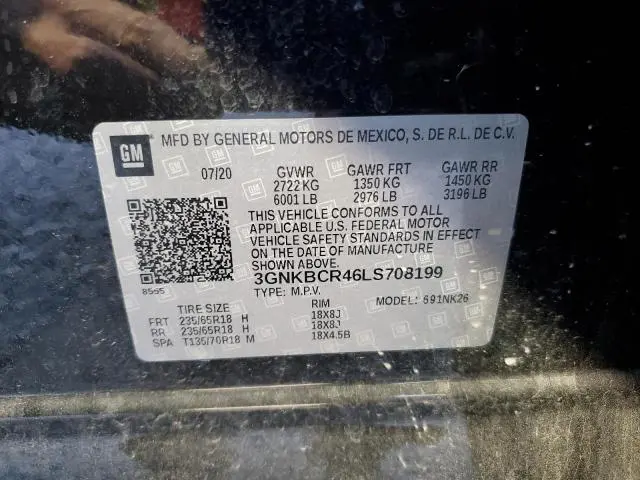 GM
MFD BY GENERAL MOTORS DE MEXICO, S. DE R.L. DE C.V.
07/20 GVWR GAWR FRT GAWR RR
2722 KG 1350 KG 1450 KG
6001 LB 2976 LB 3196 LB
THIS VEHICLE CONFORMS TO ALL
APPLICABLE U.S. FEDERAL MOTOR
VEHICLE SAFETY STANDARDS IN EFFECT
ON THE DATE OF MANUFACTURE
SHOWN ABOVE.
3GNKBCR46LS708199
8565
TYPE: M.P.V. MODEL: 691NK26
TIRE SIZE RIM
FRT 235/65R18 H 18X8J
RR 235/65R18 H 18X8J
SPA T135/70R18 M 18X4.5B